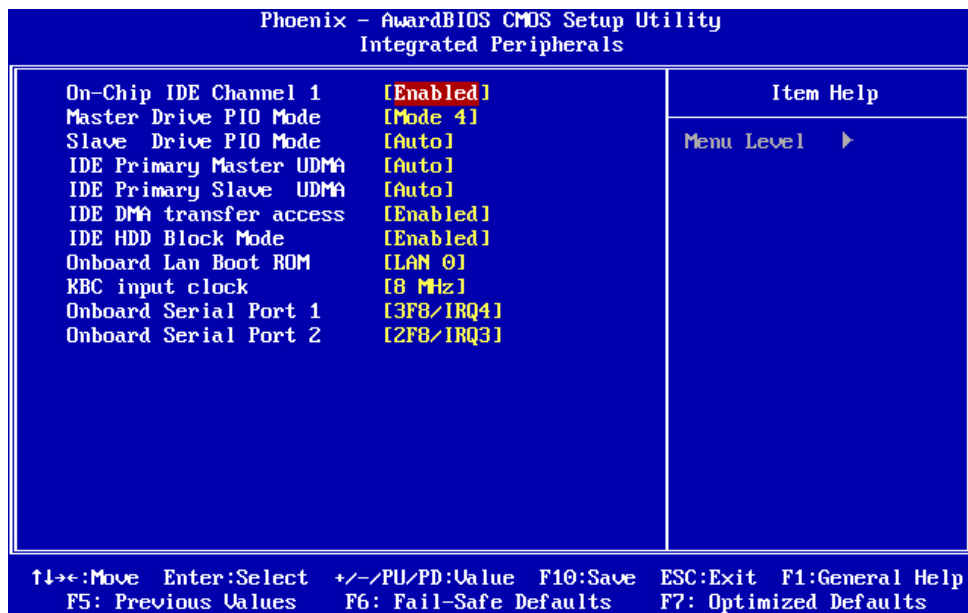 Phoenix - AwardBIOS CMOS Setup Utility
Integrated Peripherals
On-Chip IDE Channel 1 [Enabled]
Master Drive PIO Mode [Mode 4]
Slave Drive PIO Mode [Auto]
IDE Primary Master UDMA [Auto]
IDE Primary Slave UDMA [Auto]
IDE DMA transfer access [Enabled]
IDE HDD Block Mode [Enabled]
Onboard Lan Boot ROM [LAN 0]
KBC input clock [8 MHz]
Onboard Serial Port 1 [3F8/IRQ4]
Onboard Serial Port 2 [2F8/IRQ3]
Item Help
Menu Level ▶
↑↓→←:Move Enter:Select +/-/PU/PD:Value F10:Save ESC:Exit F1:General Help
F5: Previous Values F6: Fail-Safe Defaults F7: Optimized Defaults